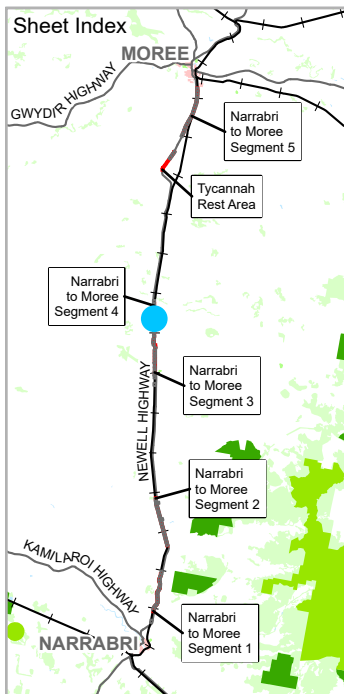 Sheet Index
MOREE
GWYDIR HIGHWAY
Narrabri
to Moree
Segment 5
Tycannah
Rest Area
Narrabri
to Moree
Segment 4
Narrabri
to Moree
Segment 3
NEWELL HIGHWAY
Narrabri
to Moree
Segment 2
KAMILAROI HIGHWAY
Narrabri
to Moree
Segment 1
NARRABRI